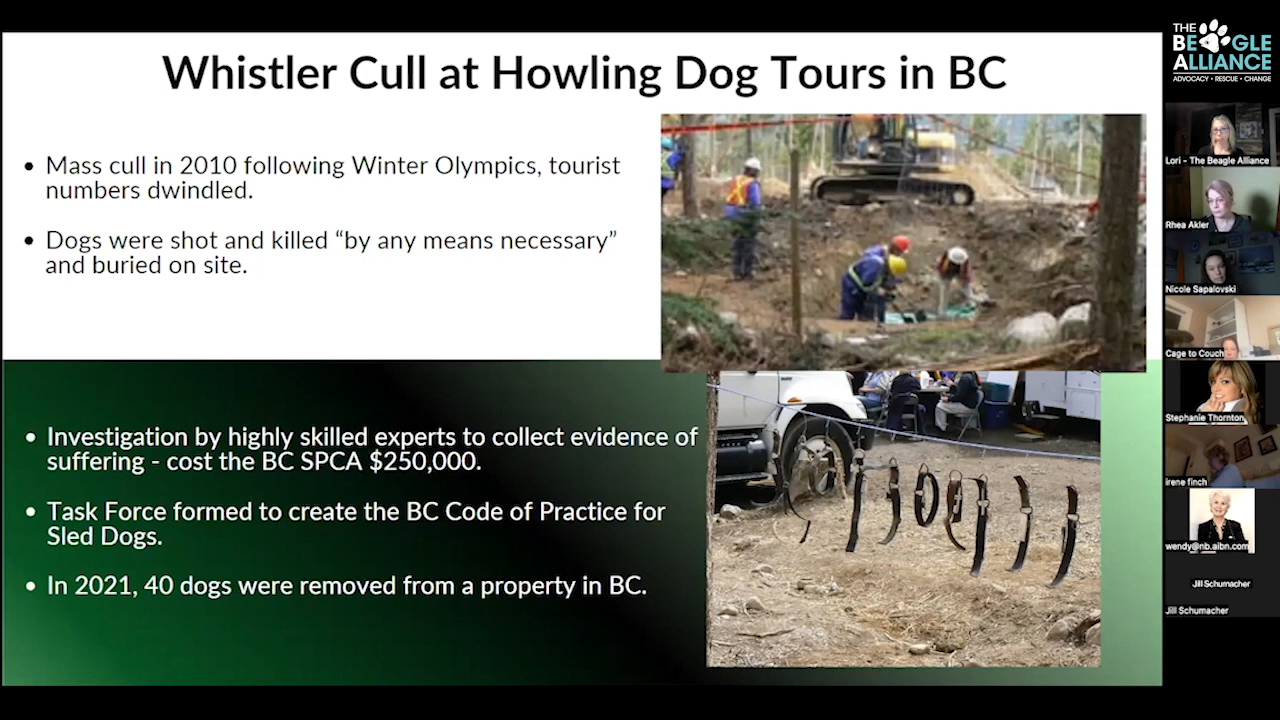 Whistler Cull at Howling Dog Tours in BC
• Mass cull in 2010 following Winter Olympics, tourist
numbers dwindled.
• Dogs were shot and killed “by any means necessary”
and buried on site.
• Investigation by highly skilled experts to collect evidence of
suffering - cost the BC SPCA $250,000.
• Task Force formed to create the BC Code of Practice for
Sled Dogs.
• In 2021, 40 dogs were removed from a property in BC.
THE
BEAGLE
ALLIANCE
ADVOCACY • RESCUE • CHANGE
Lori - The Beagle Alliance
Rhea Akler
Nicole Sapalovski
Cage to Couch
Stephanie Thornton
irene finch
wendy@nb.aibn.com
Jill Schumacher
Jill Schumacher